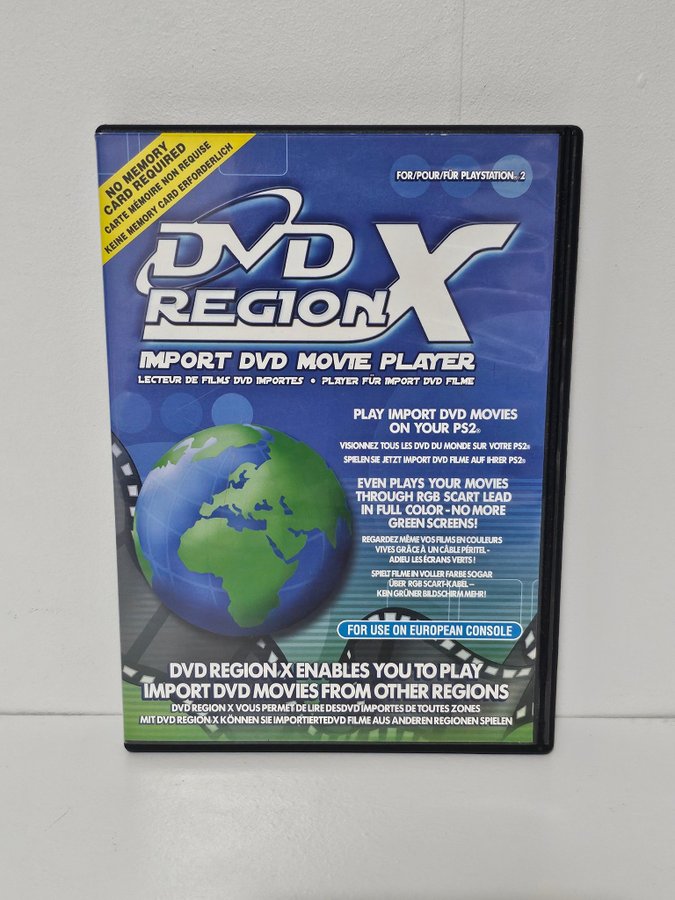 NO MEMORY
CARD REQUIRED
CARTE MÉMOIRE NON REQUISE
KEINE MEMORY CARD ERFORDERLICH
FOR/POUR/FÜR PLAYSTATION® 2
DVD
REGION X
IMPORT DVD MOVIE PLAYER
LECTEUR DE FILMS DVD IMPORTES • PLAYER FÜR IMPORT DVD FILME
PLAY IMPORT DVD MOVIES
ON YOUR PS2®
VISIONNEZ TOUS LES DVD DU MONDE SUR VOTRE PS2®
SPIELEN SIE JETZT IMPORT DVD FILME AUF IHRER PS2®
EVEN PLAYS YOUR MOVIES
THROUGH RGB SCART LEAD
IN FULL COLOR - NO MORE
GREEN SCREENS!
REGARDEZ MÊME VOS FILMS EN COULEURS
VIVES GRÂCE À UN CÂBLE PÉRITEL -
ADIEU LES ÉCRANS VERTS !
SPIELT FILME IN VOLLER FARBE SOGAR
ÜBER RGB SCART-KABEL –
KEIN GRÜNER BILDSCHIRM MEHR!
FOR USE ON EUROPEAN CONSOLE
DVD REGION X ENABLES YOU TO PLAY
IMPORT DVD MOVIES FROM OTHER REGIONS
DVD REGION X VOUS PERMET DE LIRE DESDVD IMPORTES DE TOUTES ZONES
MIT DVD REGION X KÖNNEN SIE IMPORTIERTEDVD FILME AUS ANDEREN REGIONEN SPIELEN